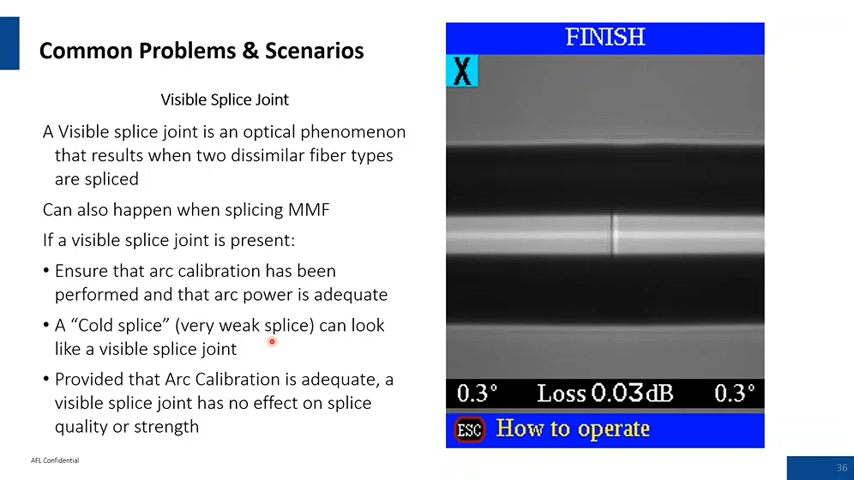 Common Problems & Scenarios
Visible Splice Joint
A Visible splice joint is an optical phenomenon
that results when two dissimilar fiber types
are spliced
Can also happen when splicing MMF
If a visible splice joint is present:
• Ensure that arc calibration has been
performed and that arc power is adequate
• A “Cold splice” (very weak splice) can look
like a visible splice joint
• Provided that Arc Calibration is adequate, a
visible splice joint has no effect on splice
quality or strength
AFL Confidential
FINISH
X
0.3° Loss 0.03dB 0.3°
ESC How to operate
36